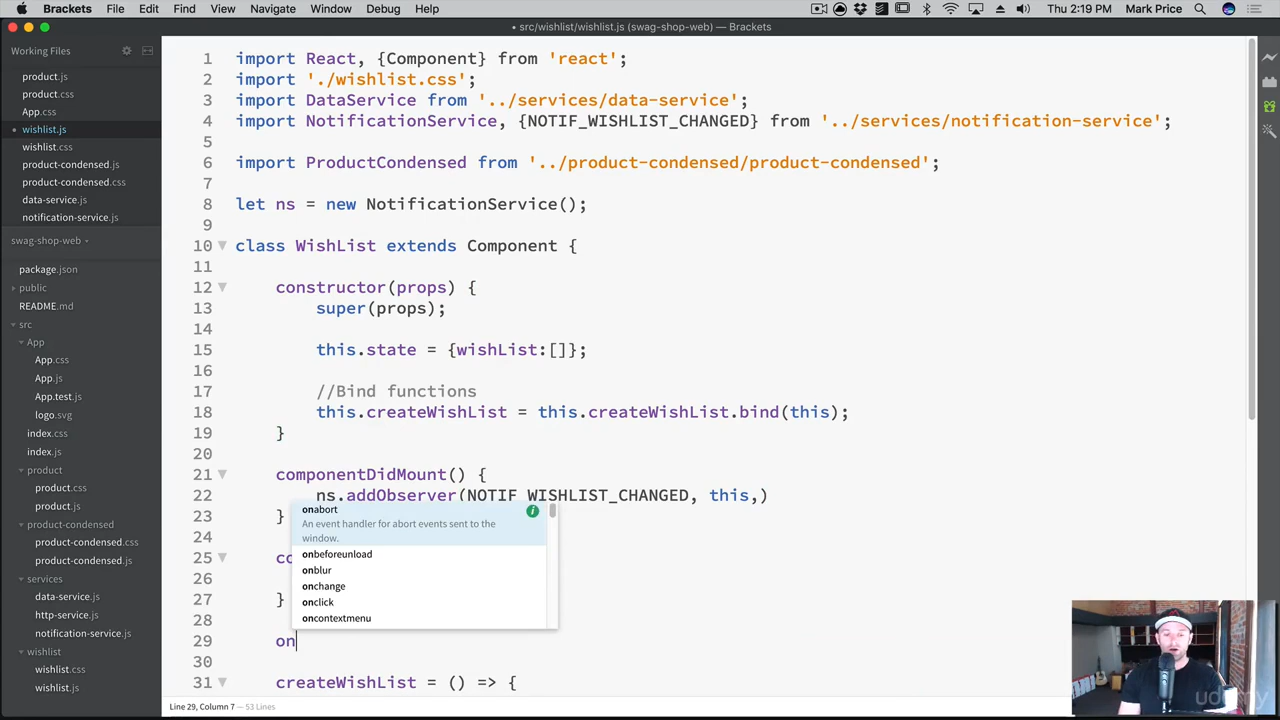 Brackets File Edit Find View Navigate Window Debug Help Thu 2:19 PM Mark Price
• src/wishlist/wishlist.js (swag-shop-web) — Brackets
Working Files
product.js
product.css
App.css
wishlist.js
wishlist.css
product-condensed.js
product-condensed.css
data-service.js
notification-service.js
swag-shop-web
package.json
public
README.md
src
App
App.css
App.js
App.test.js
logo.svg
index.css
index.js
product
product.css
product.js
product-condensed
product-condensed.css
product-condensed.js
services
data-service.js
http-service.js
notification-service.js
wishlist
wishlist.css
wishlist.js
1 import React, {Component} from 'react';
2 import './wishlist.css';
3 import DataService from '../services/data-service';
4 import NotificationService, {NOTIF_WISHLIST_CHANGED} from '../services/notification-service';
5
6 import ProductCondensed from '../product-condensed/product-condensed';
7
8 let ns = new NotificationService();
9
10 class WishList extends Component {
11
12 constructor(props) {
13 super(props);
14
15 this.state = {wishList:[]};
16
17 //Bind functions
18 this.createWishList = this.createWishList.bind(this);
19 }
20
21 componentDidMount() {
22 ns.addObserver(NOTIF_WISHLIST_CHANGED, this,)
23 }
24
25 co
26
27 }
28
29 on
30
31 createWishList = () => {
onabort
An event handler for abort events sent to the
window.
onbeforeunload
onblur
onchange
onclick
oncontextmenu
Line 29, Column 7 — 53 Lines
udemy